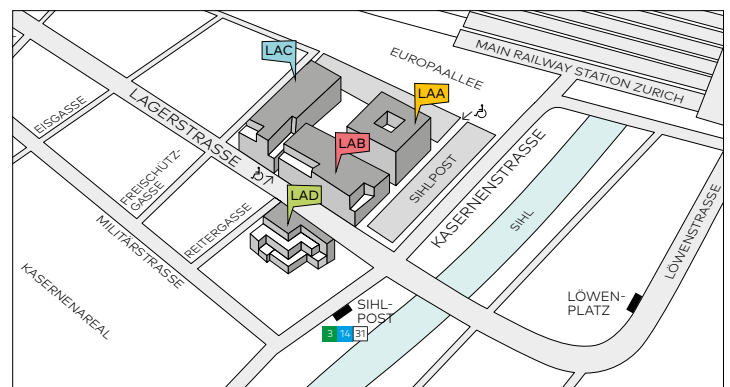 LAC
EUROPAALLEE
MAIN RAILWAY STATION ZURICH
LAA
EISGASSE
LAGERSTRASSE
LAB
FREISCHÜTZ-
GASSE
SIHLPOST
KASERNENSTRASSE
LAD
REITERGASSE
MILITÄRSTRASSE
SIHL
LÖWENSTRASSE
KASERNENAREAL
SIHL-
POST
3 14 31
LÖWEN-
PLATZ